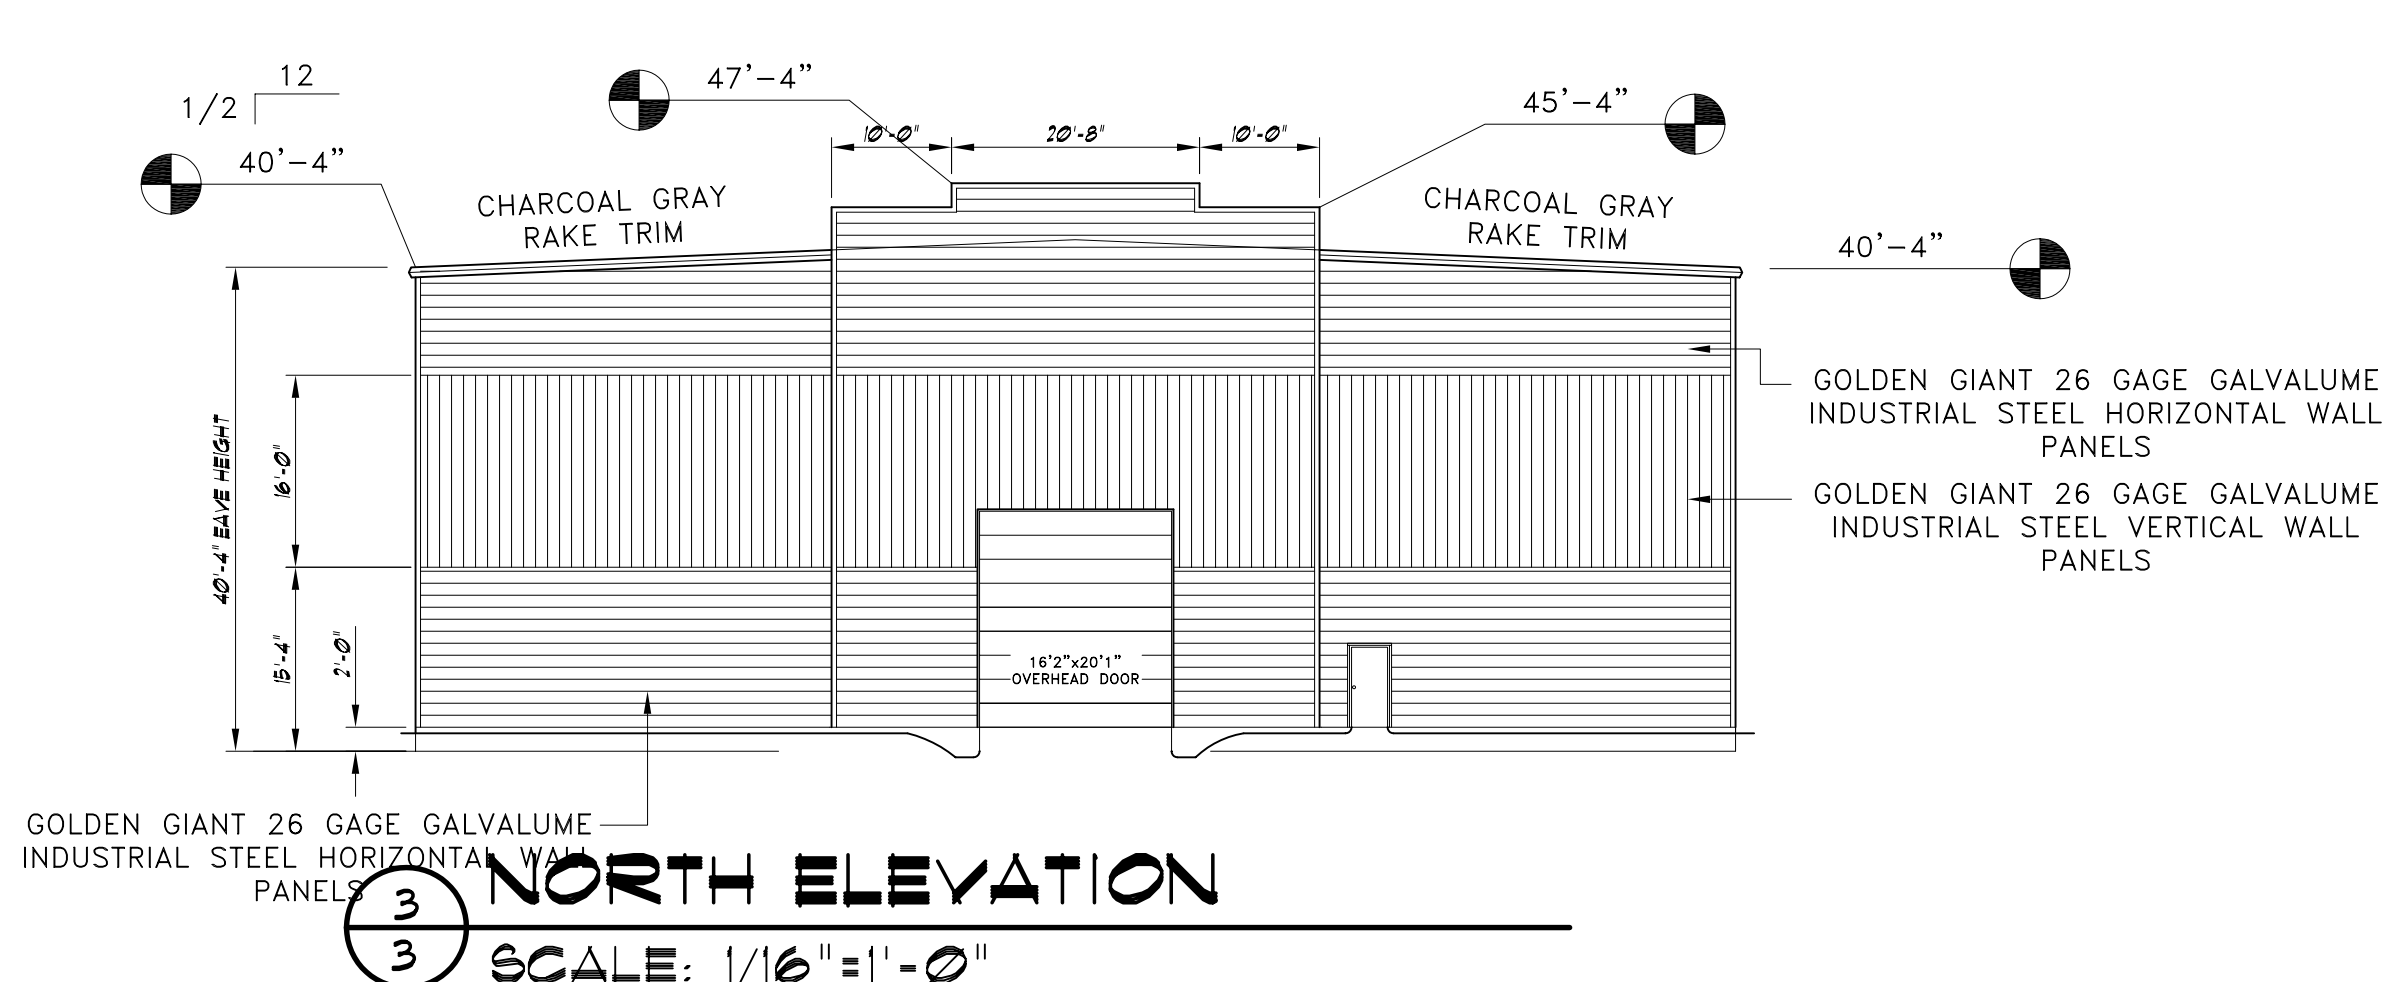 12
1/2
47'-4"
45'-4"
40'-4"
10'-0"
20'-8"
10'-0"
CHARCOAL GRAY
RAKE TRIM
CHARCOAL GRAY
RAKE TRIM
40'-4"
40'-4" EAVE HEIGHT
16'-0"
15'-4"
2'-0"
GOLDEN GIANT 26 GAGE GALVALUME
INDUSTRIAL STEEL HORIZONTAL WALL
PANELS
GOLDEN GIANT 26 GAGE GALVALUME
INDUSTRIAL STEEL VERTICAL WALL
PANELS
16'2"x20'1"
OVERHEAD DOOR
GOLDEN GIANT 26 GAGE GALVALUME
INDUSTRIAL STEEL HORIZONTAL WALL
PANELS
3
3
NORTH ELEVATION
SCALE: 1/16"=1'-0"